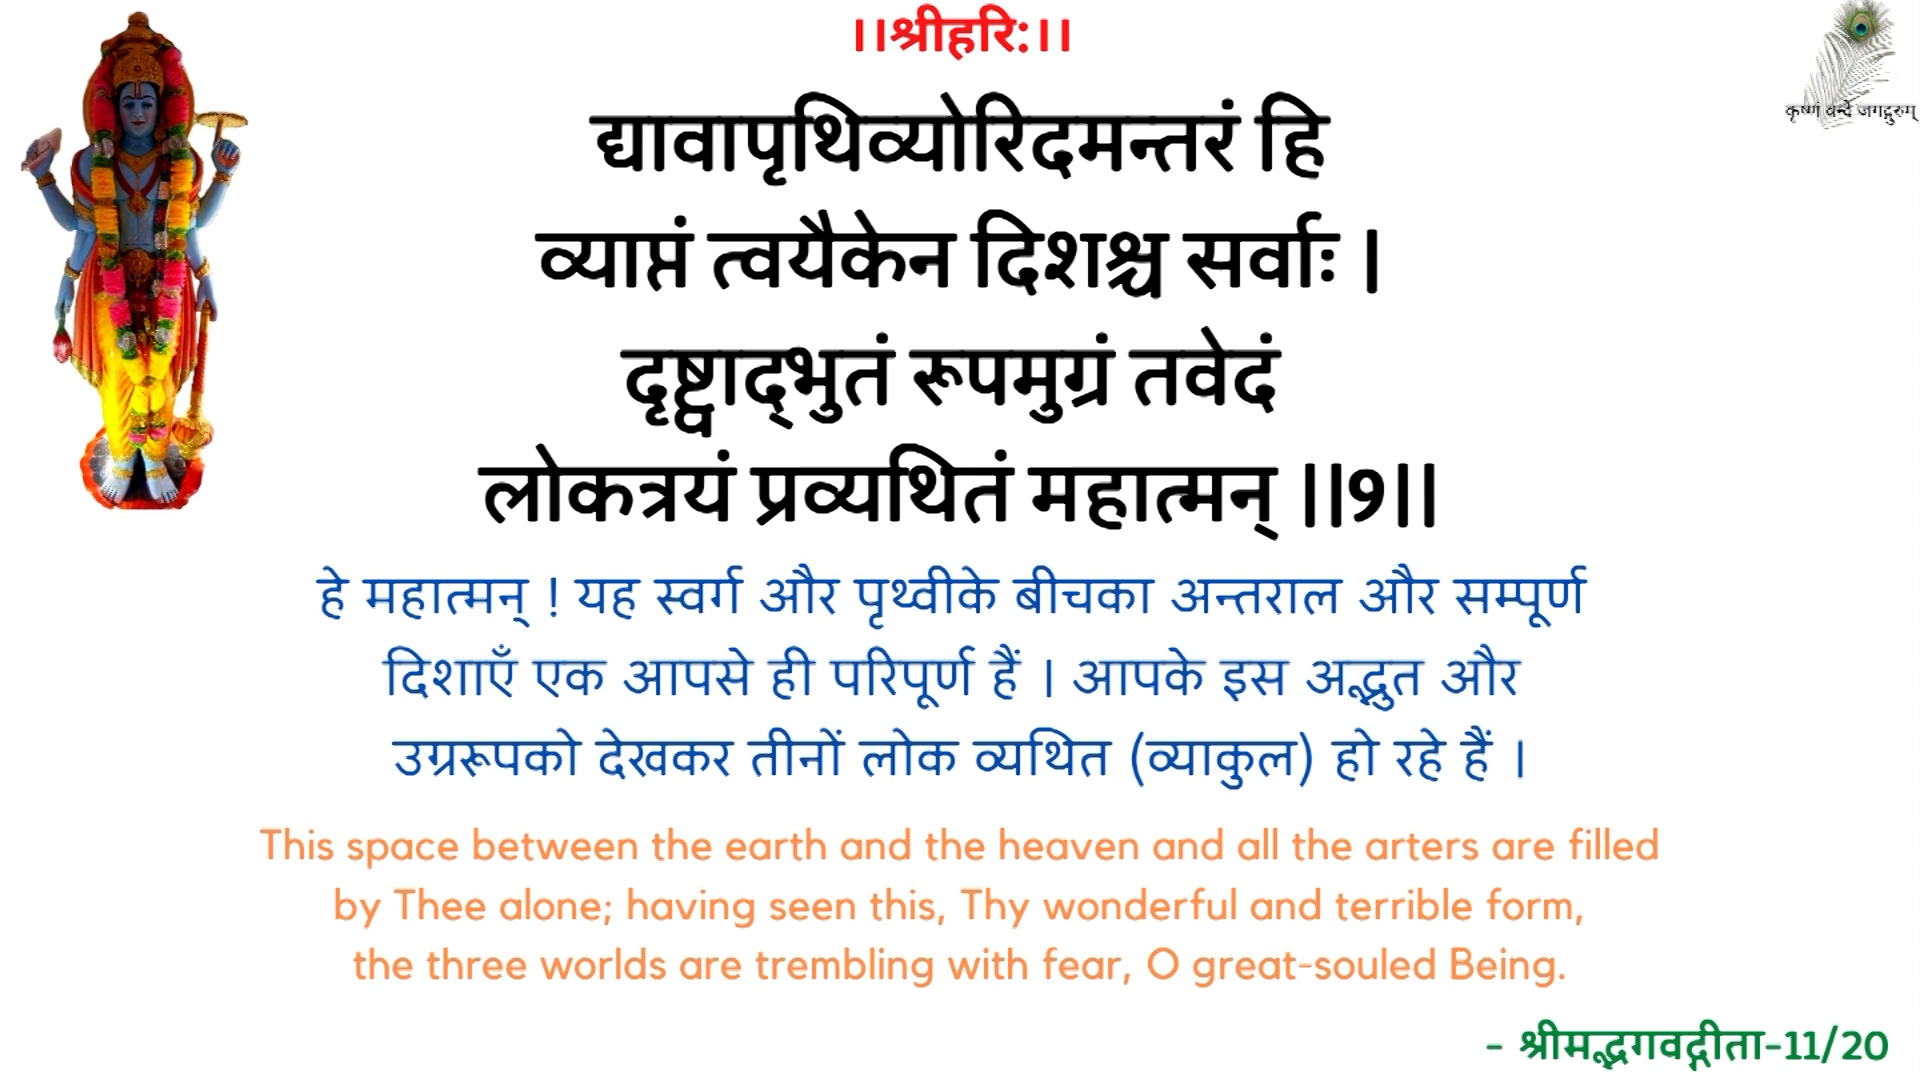 ।।श्रीहरि:।।
कृष्णं वन्दे जगद्गुरुम्
द्यावापृथिव्योरिदमन्तरं हि
व्याप्तं त्वयैकेन दिशश्च सर्वाः |
दृष्ट्वाद्‌भुतं रूपमुग्रं तवेदं
लोकत्रयं प्रव्यथितं महात्मन् ||9||
हे महात्मन् ! यह स्वर्ग और पृथ्वीके बीचका अन्तराल और सम्पूर्ण
दिशाएँ एक आपसे ही परिपूर्ण हैं । आपके इस अद्भुत और
उग्ररूपको देखकर तीनों लोक व्यथित (व्याकुल) हो रहे हैं ।
This space between the earth and the heaven and all the arters are filled
by Thee alone; having seen this, Thy wonderful and terrible form,
the three worlds are trembling with fear, O great-souled Being.
- श्रीमद्भगवद्गीता-11/20